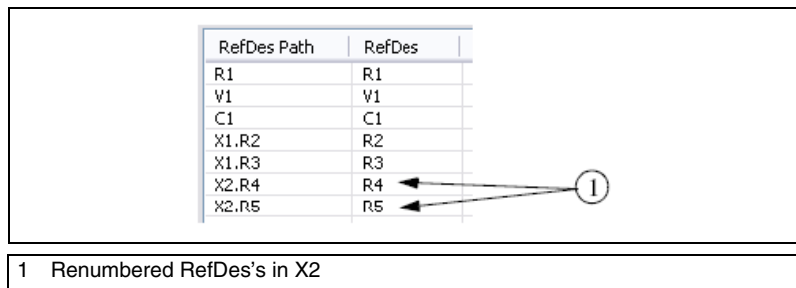 RefDes Path RefDes
R1 R1
V1 V1
C1 C1
X1.R2 R2
X1.R3 R3
X2.R4 R4
X2.R5 R5
1
1 Renumbered RefDes's in X2